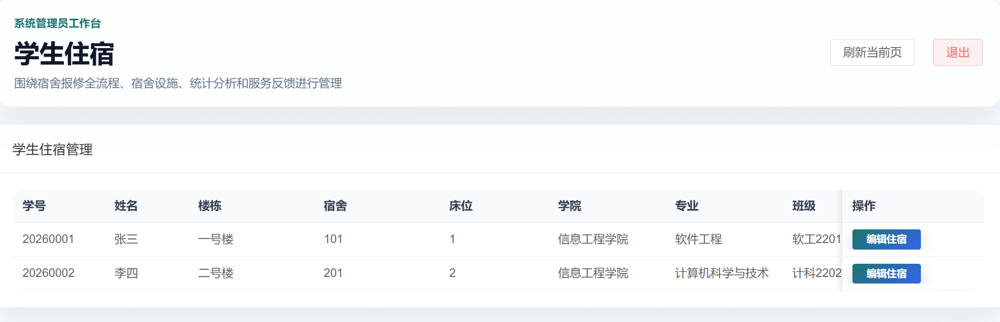 系统管理员工作台
学生住宿
围绕宿舍报修全流程、宿舍设施、统计分析和服务反馈进行管理
刷新当前页 退出
学生住宿管理
学号 姓名 楼栋 宿舍 床位 学院 专业 班级 操作
20260001 张三 一号楼 101 1 信息工程学院 软件工程 软工2201 编辑住宿
20260002 李四 二号楼 201 2 信息工程学院 计算机科学与技术 计科2202 编辑住宿